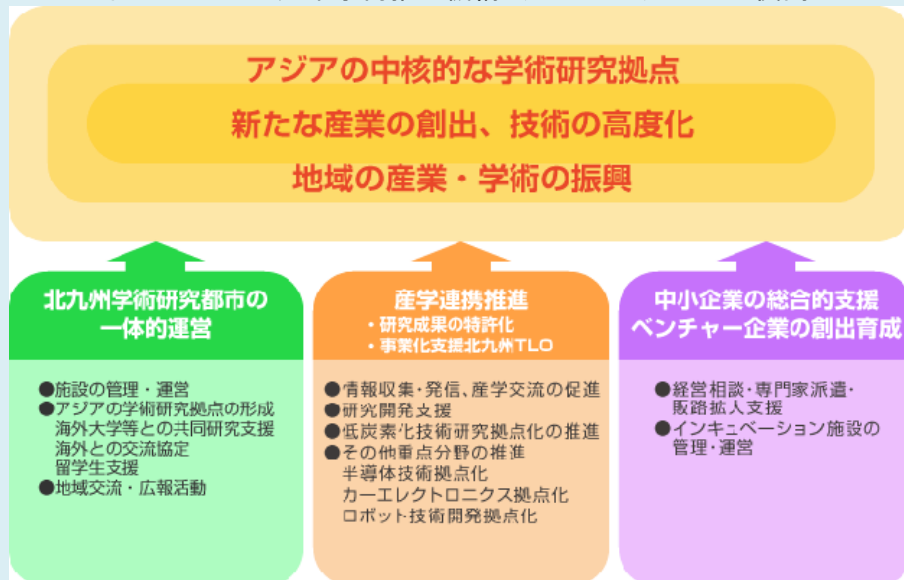 アジアの中核的な学術研究拠点
新たな産業の創出、技術の高度化
地域の産業・学術の振興
北九州学術研究都市の
一体的運営
●施設の管理・運営
●アジアの学術研究拠点の形成
海外大学等との共同研究支援
海外との交流協定
留学生支援
●地域交流・広報活動
産学連携推進
・研究成果の特許化
・事業化支援北九州TLO
●情報収集・発信、産学交流の促進
●研究開発支援
●低炭素化技術研究拠点化の推進
●その他重点分野の推進
半導体技術拠点化
カーエレクトロニクス拠点化
ロボット技術開発拠点化
中小企業の総合的支援
ベンチャー企業の創出育成
●経営相談・専門家派遣・
販路拡人支援
●インキュベーション施設の
管理・運営